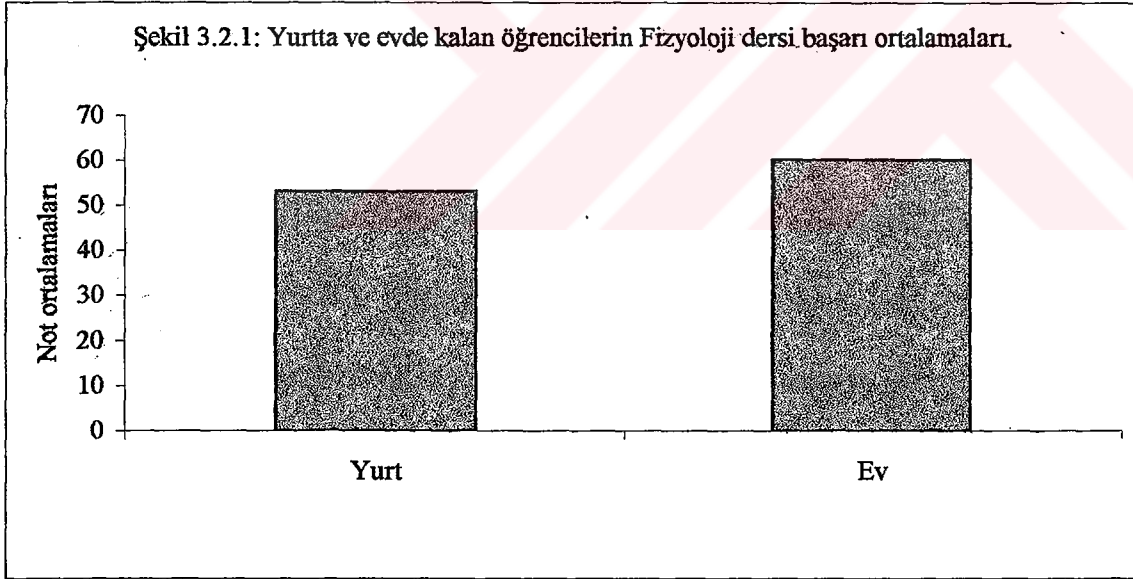 Şekil 3.2.1: Yurtta ve evde kalan öğrencilerin Fizyoloji dersi başarı ortalamaları.
Not ortalamaları
70
60
50
40
30
20
10
0
Yurt
Ev